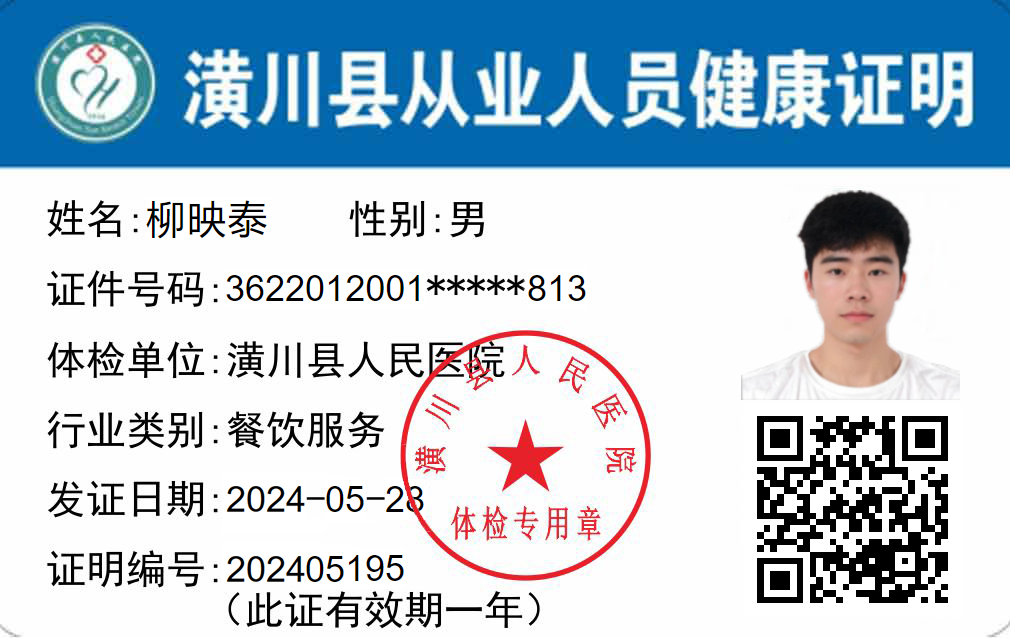 潢川县从业人员健康证明
姓名:柳映泰 性别:男
证件号码:3622012001*****813
体检单位:潢川县人民医院
行业类别:餐饮服务
发证日期:2024-05-28
证明编号:202405195
(此证有效期一年)
潢川县人民医院
体检专用章